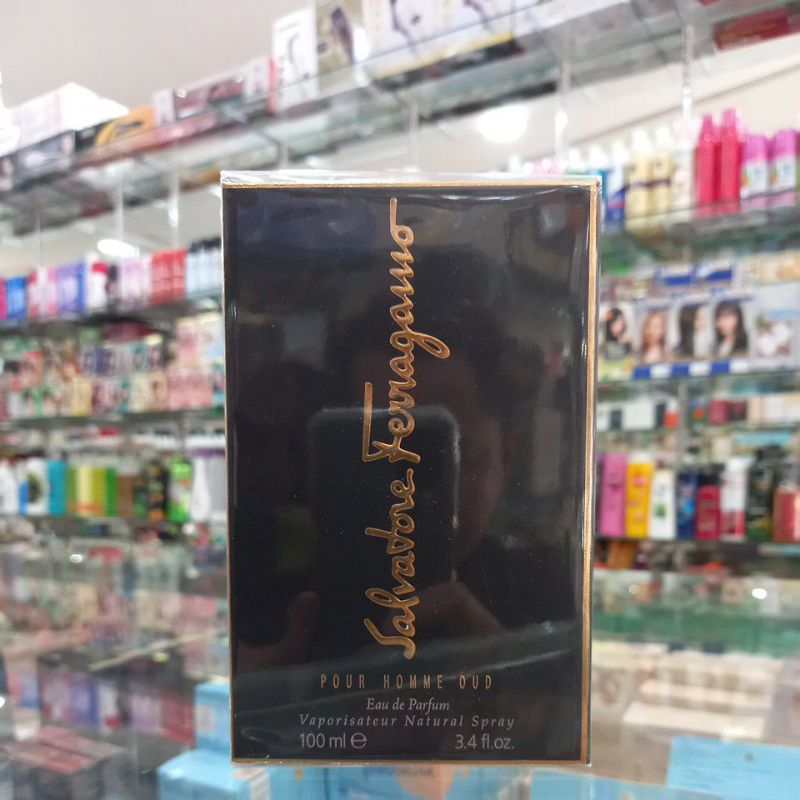 Salvatore Ferragamo
POUR HOMME OUD
Eau de Parfum
Vaporisateur Natural Spray
100 ml ℮ 3.4 fl.oz.